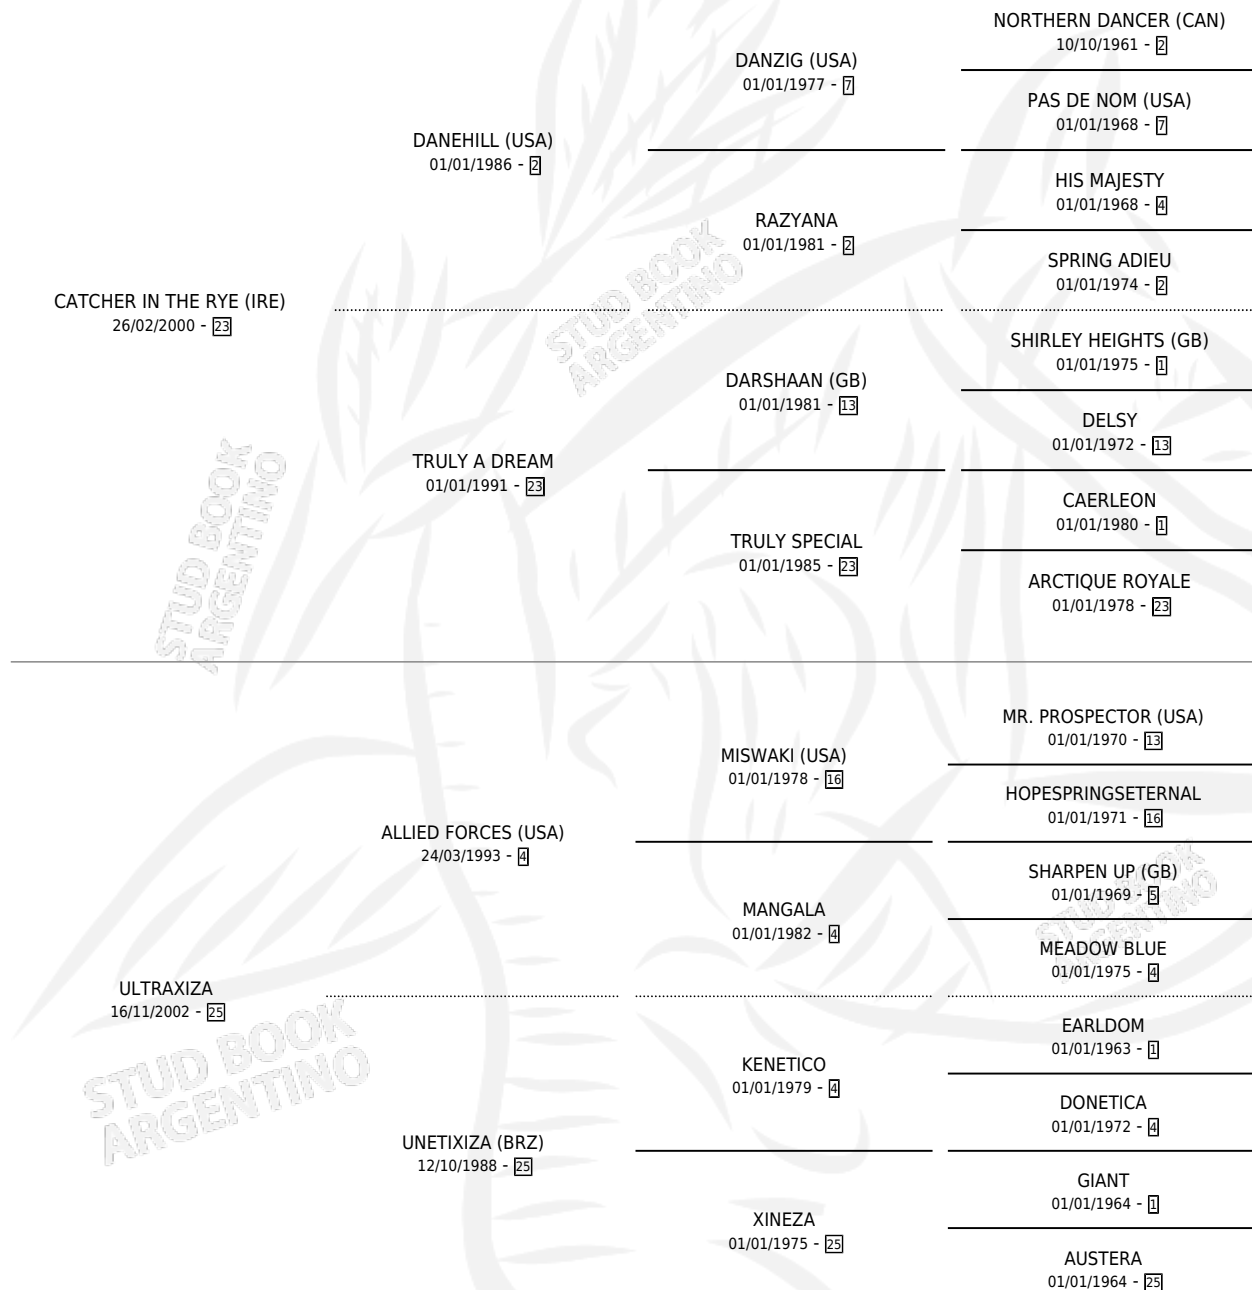 NORTHERN DANCER (CAN)
10/10/1961 - 2
DANZIG (USA)
01/01/1977 - 7
PAS DE NOM (USA)
01/01/1968 - 7
DANEHILL (USA)
01/01/1986 - 2
HIS MAJESTY
01/01/1968 - 4
RAZYANA
01/01/1981 - 2
SPRING ADIEU
01/01/1974 - 2
CATCHER IN THE RYE (IRE)
26/02/2000 - 23
STUD BOOK
ARGENTINO
SHIRLEY HEIGHTS (GB)
01/01/1975 - 1
DARSHAAN (GB)
01/01/1981 - 13
DELSY
01/01/1972 - 13
TRULY A DREAM
01/01/1991 - 23
CAERLEON
01/01/1980 - 1
TRULY SPECIAL
01/01/1985 - 23
ARCTIQUE ROYALE
01/01/1978 - 23
STUD BOOK
ARGENTINO
MR. PROSPECTOR (USA)
01/01/1970 - 13
MISWAKI (USA)
01/01/1978 - 16
HOPESPRINGSETERNAL
01/01/1971 - 16
ALLIED FORCES (USA)
24/03/1993 - 4
SHARPEN UP (GB)
01/01/1969 - 5
MANGALA
01/01/1982 - 4
MEADOW BLUE
01/01/1975 - 4
STUD BOOK
ARGENTINO
ULTRAXIZA
16/11/2002 - 25
EARLDOM
01/01/1963 - 1
KENETICO
01/01/1979 - 4
DONETICA
01/01/1972 - 4
STUD BOOK
ARGENTINO
UNETIXIZA (BRZ)
12/10/1988 - 25
GIANT
01/01/1964 - 1
XINEZA
01/01/1975 - 25
AUSTERA
01/01/1964 - 25